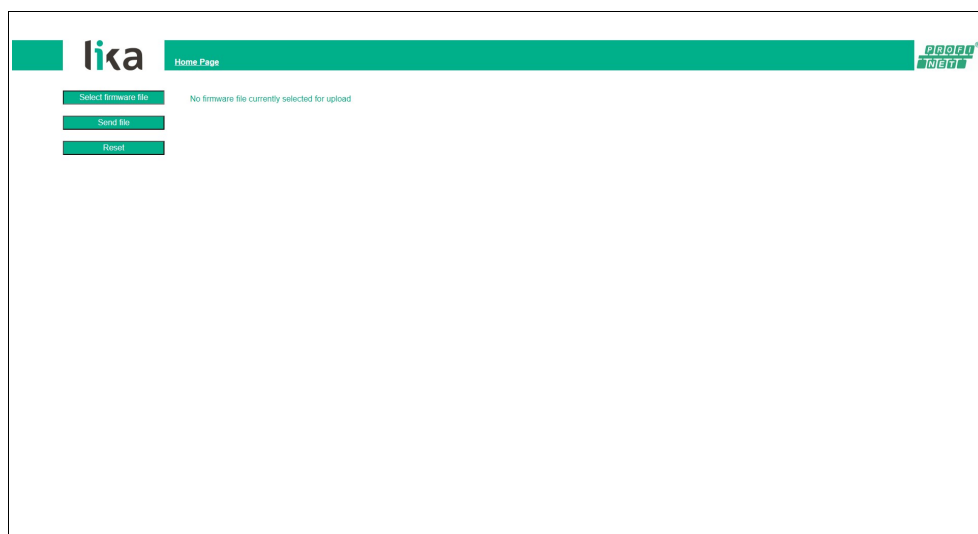 lika
Home Page
PROFI®
NET
Select firmware file
No firmware file currently selected for upload
Send file
Reset